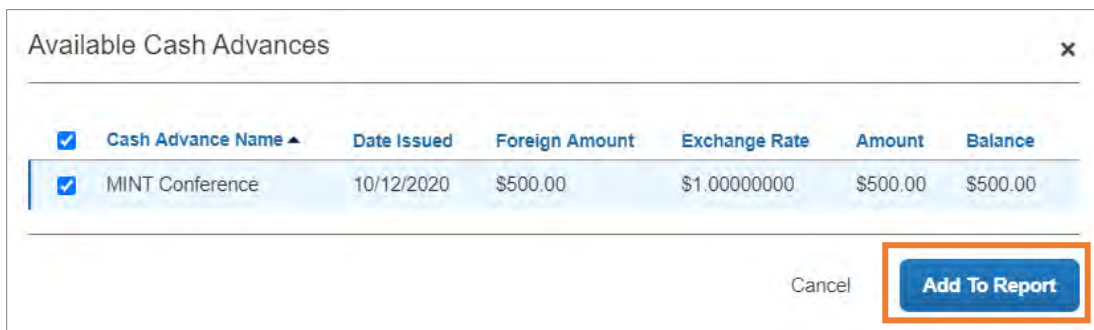 Available Cash Advances
Cash Advance Name Date Issued Foreign Amount Exchange Rate Amount Balance
MINT Conference 10/12/2020 $500.00 $1.00000000 $500.00 $500.00
Cancel Add To Report